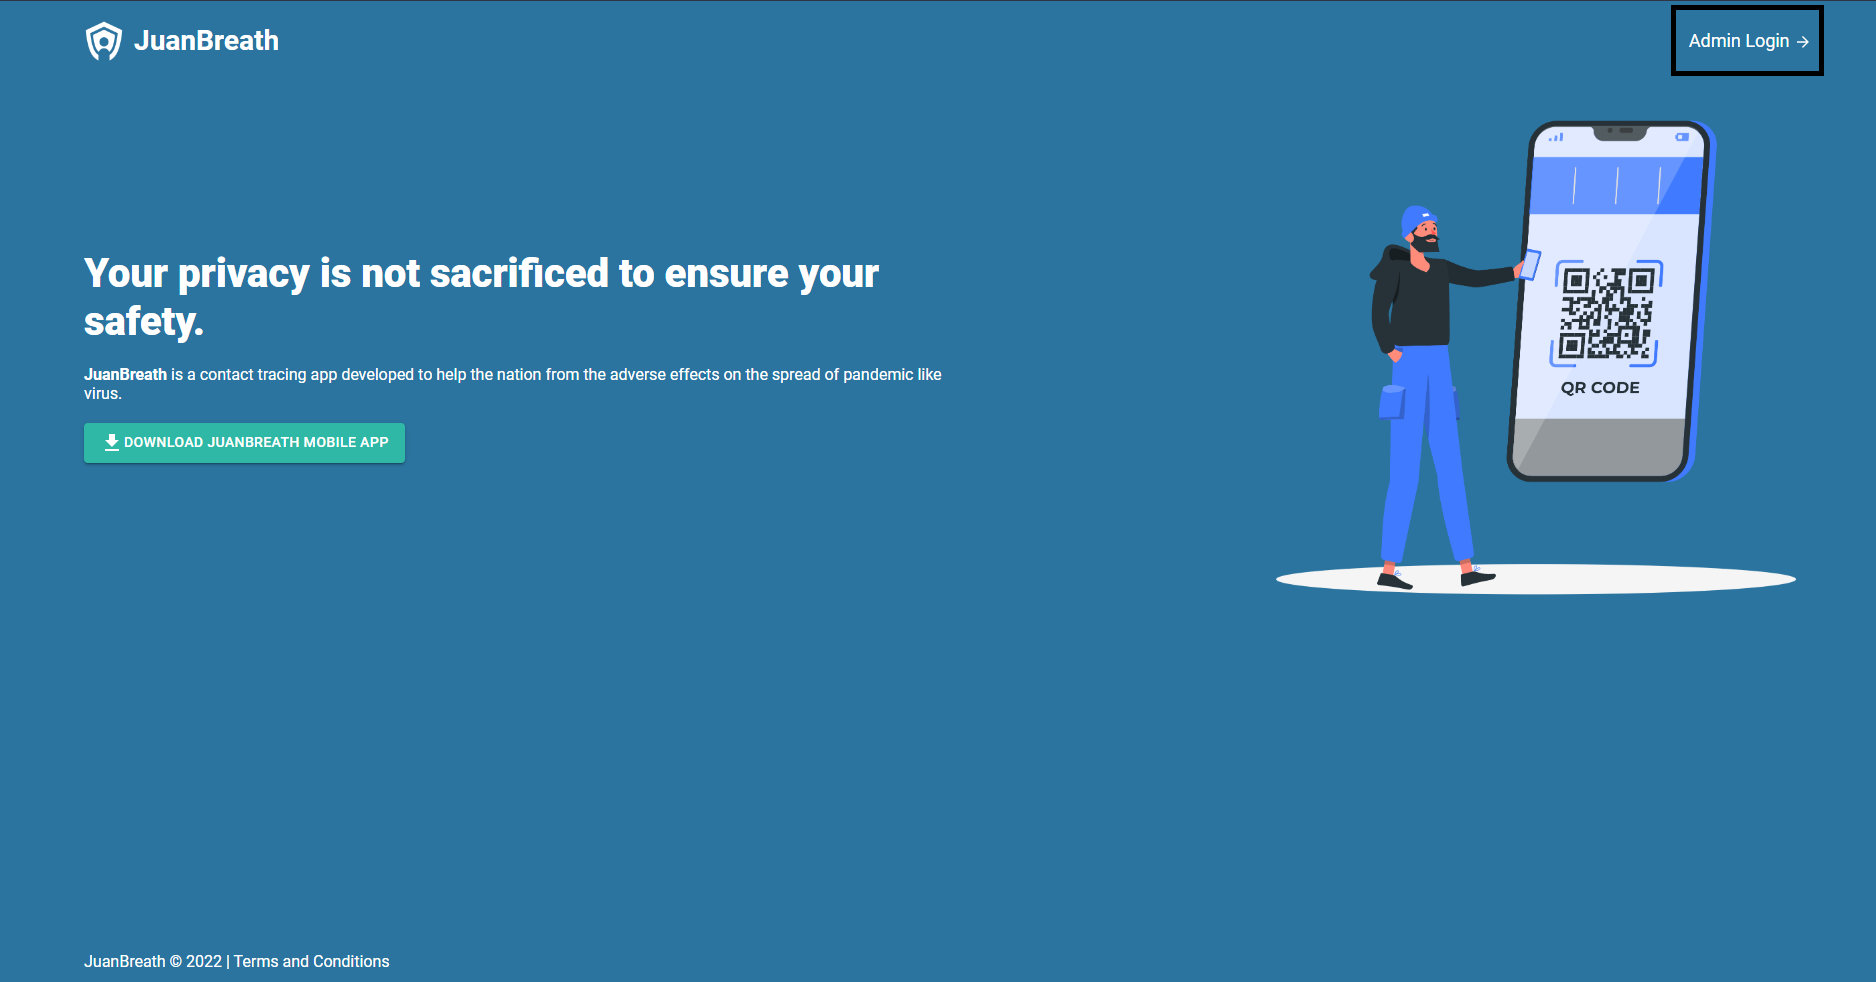 JuanBreath
Admin Login →
Your privacy is not sacrificed to ensure your
safety.
JuanBreath is a contact tracing app developed to help the nation from the adverse effects on the spread of pandemic like
virus.
DOWNLOAD JUANBREATH MOBILE APP
QR CODE
JuanBreath © 2022 | Terms and Conditions